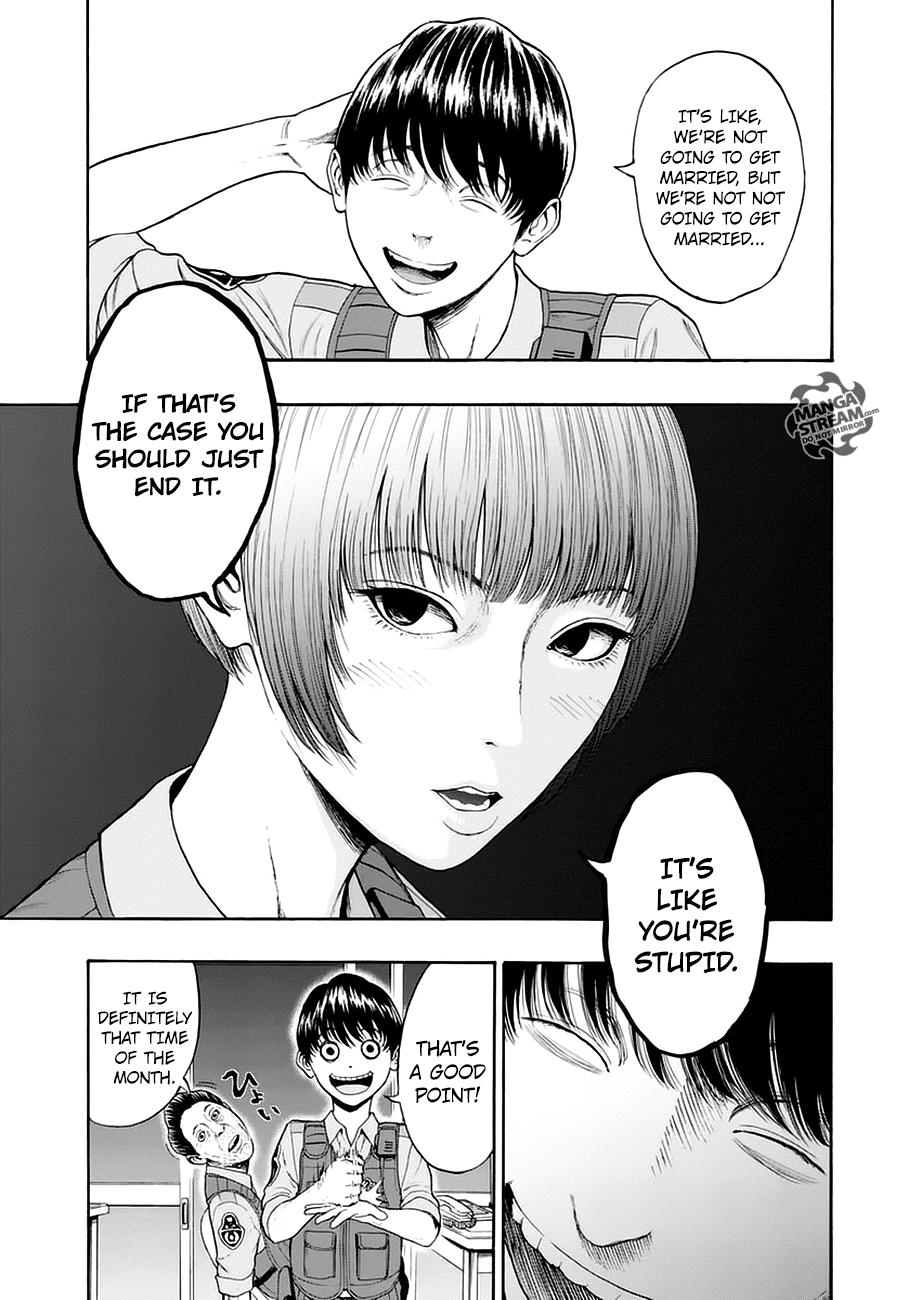 IT'S LIKE,
WE'RE NOT
GOING TO GET
MARRIED, BUT
WE'RE NOT NOT
GOING TO GET
MARRIED...
IF THAT'S
THE CASE YOU
SHOULD JUST
END IT.
MANGA
STREAM.com
DO NOT MIRROR
IT'S
LIKE
YOU'RE
STUPID.
THAT'S
A GOOD
POINT!
IT IS
DEFINITELY
THAT TIME
OF THE
MONTH.
ひょい